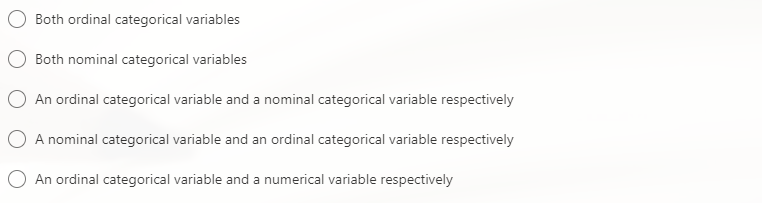 Both ordinal categorical variables
Both nominal categorical variables
An ordinal categorical variable and a nominal categorical variable respectively
A nominal categorical variable and an ordinal categorical variable respectively
An ordinal categorical variable and a numerical variable respectively